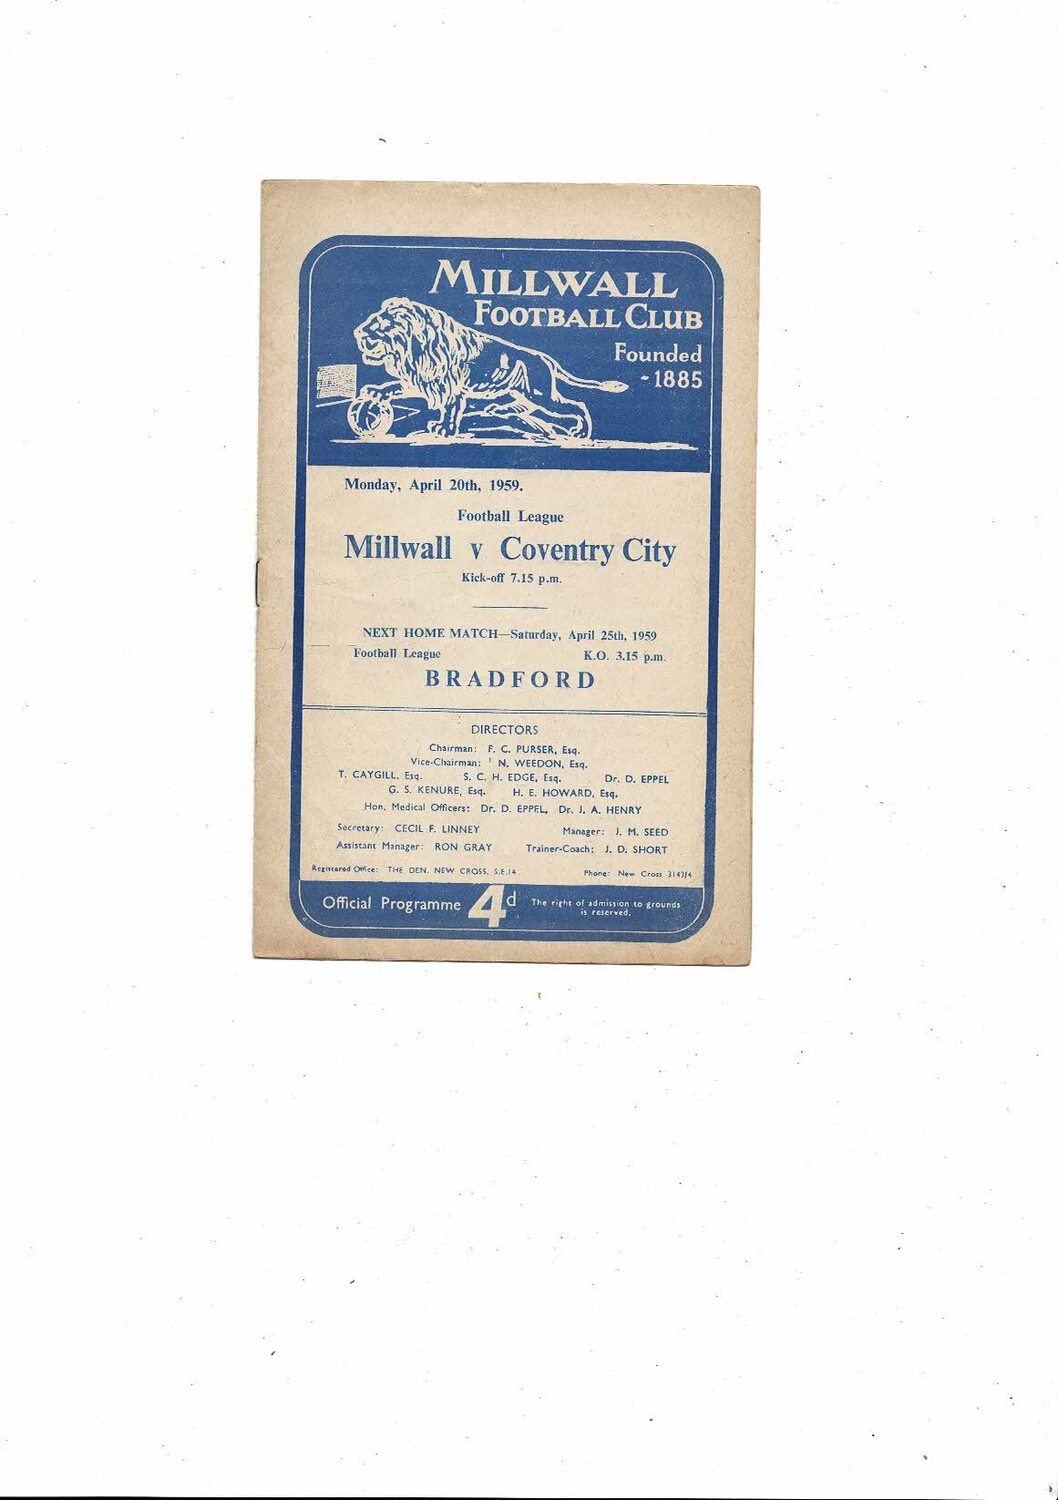 MILLWALL
FOOTBALL CLUB
Founded
- 1885
Monday, April 20th, 1959.
Football League
Millwall v Coventry City
Kick-off 7.15 p.m.
NEXT HOME MATCH—Saturday, April 25th, 1959
Football League K.O. 3.15 p.m.
BRADFORD
DIRECTORS
Chairman: F. C. PURSER, Esq.
Vice-Chairman: N. WEEDON, Esq.
T. CAYGILL, Esq. S. C. H. EDGE, Esq. Dr. D. EPPEL
G. S. KENURE, Esq. H. E. HOWARD, Esq.
Hon. Medical Officers: Dr. D. EPPEL, Dr. J. A. HENRY
Secretary: CECIL F. LINNEY Manager: J. M. SEED
Assistant Manager: RON GRAY Trainer-Coach: J. D. SHORT
Registered Office: THE DEN, NEW CROSS, S.E.14. Phone: New Cross 3143/4
Official Programme 4d The right of admission to grounds
is reserved.